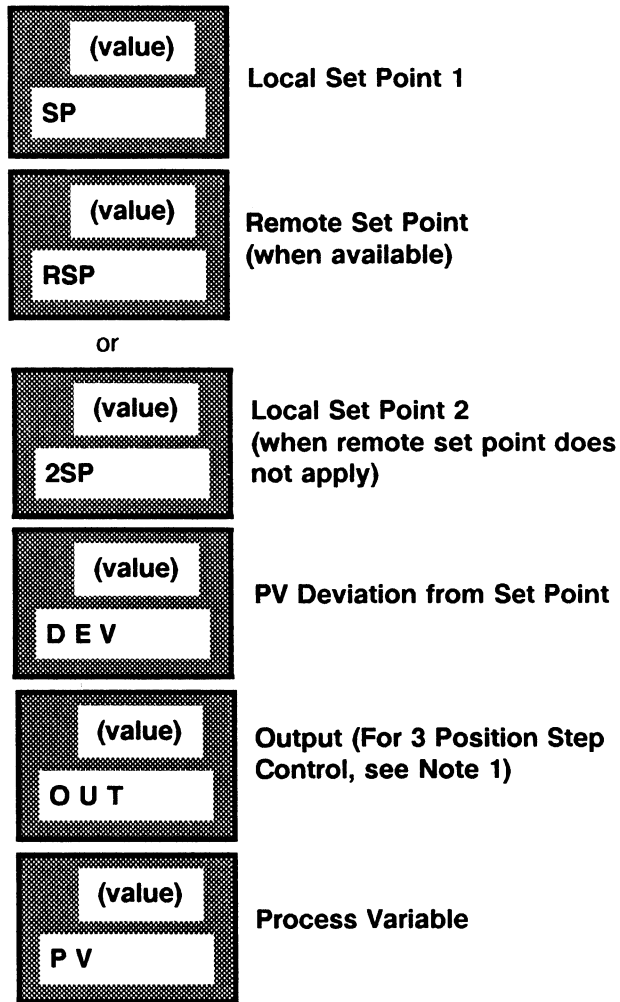 (value)
SP
Local Set Point 1
(value)
RSP
Remote Set Point
(when available)
or
(value)
2SP
Local Set Point 2
(when remote set point does
not apply)
(value)
D E V
PV Deviation from Set Point
(value)
O U T
Output (For 3 Position Step
Control, see Note 1)
(value)
P V
Process Variable